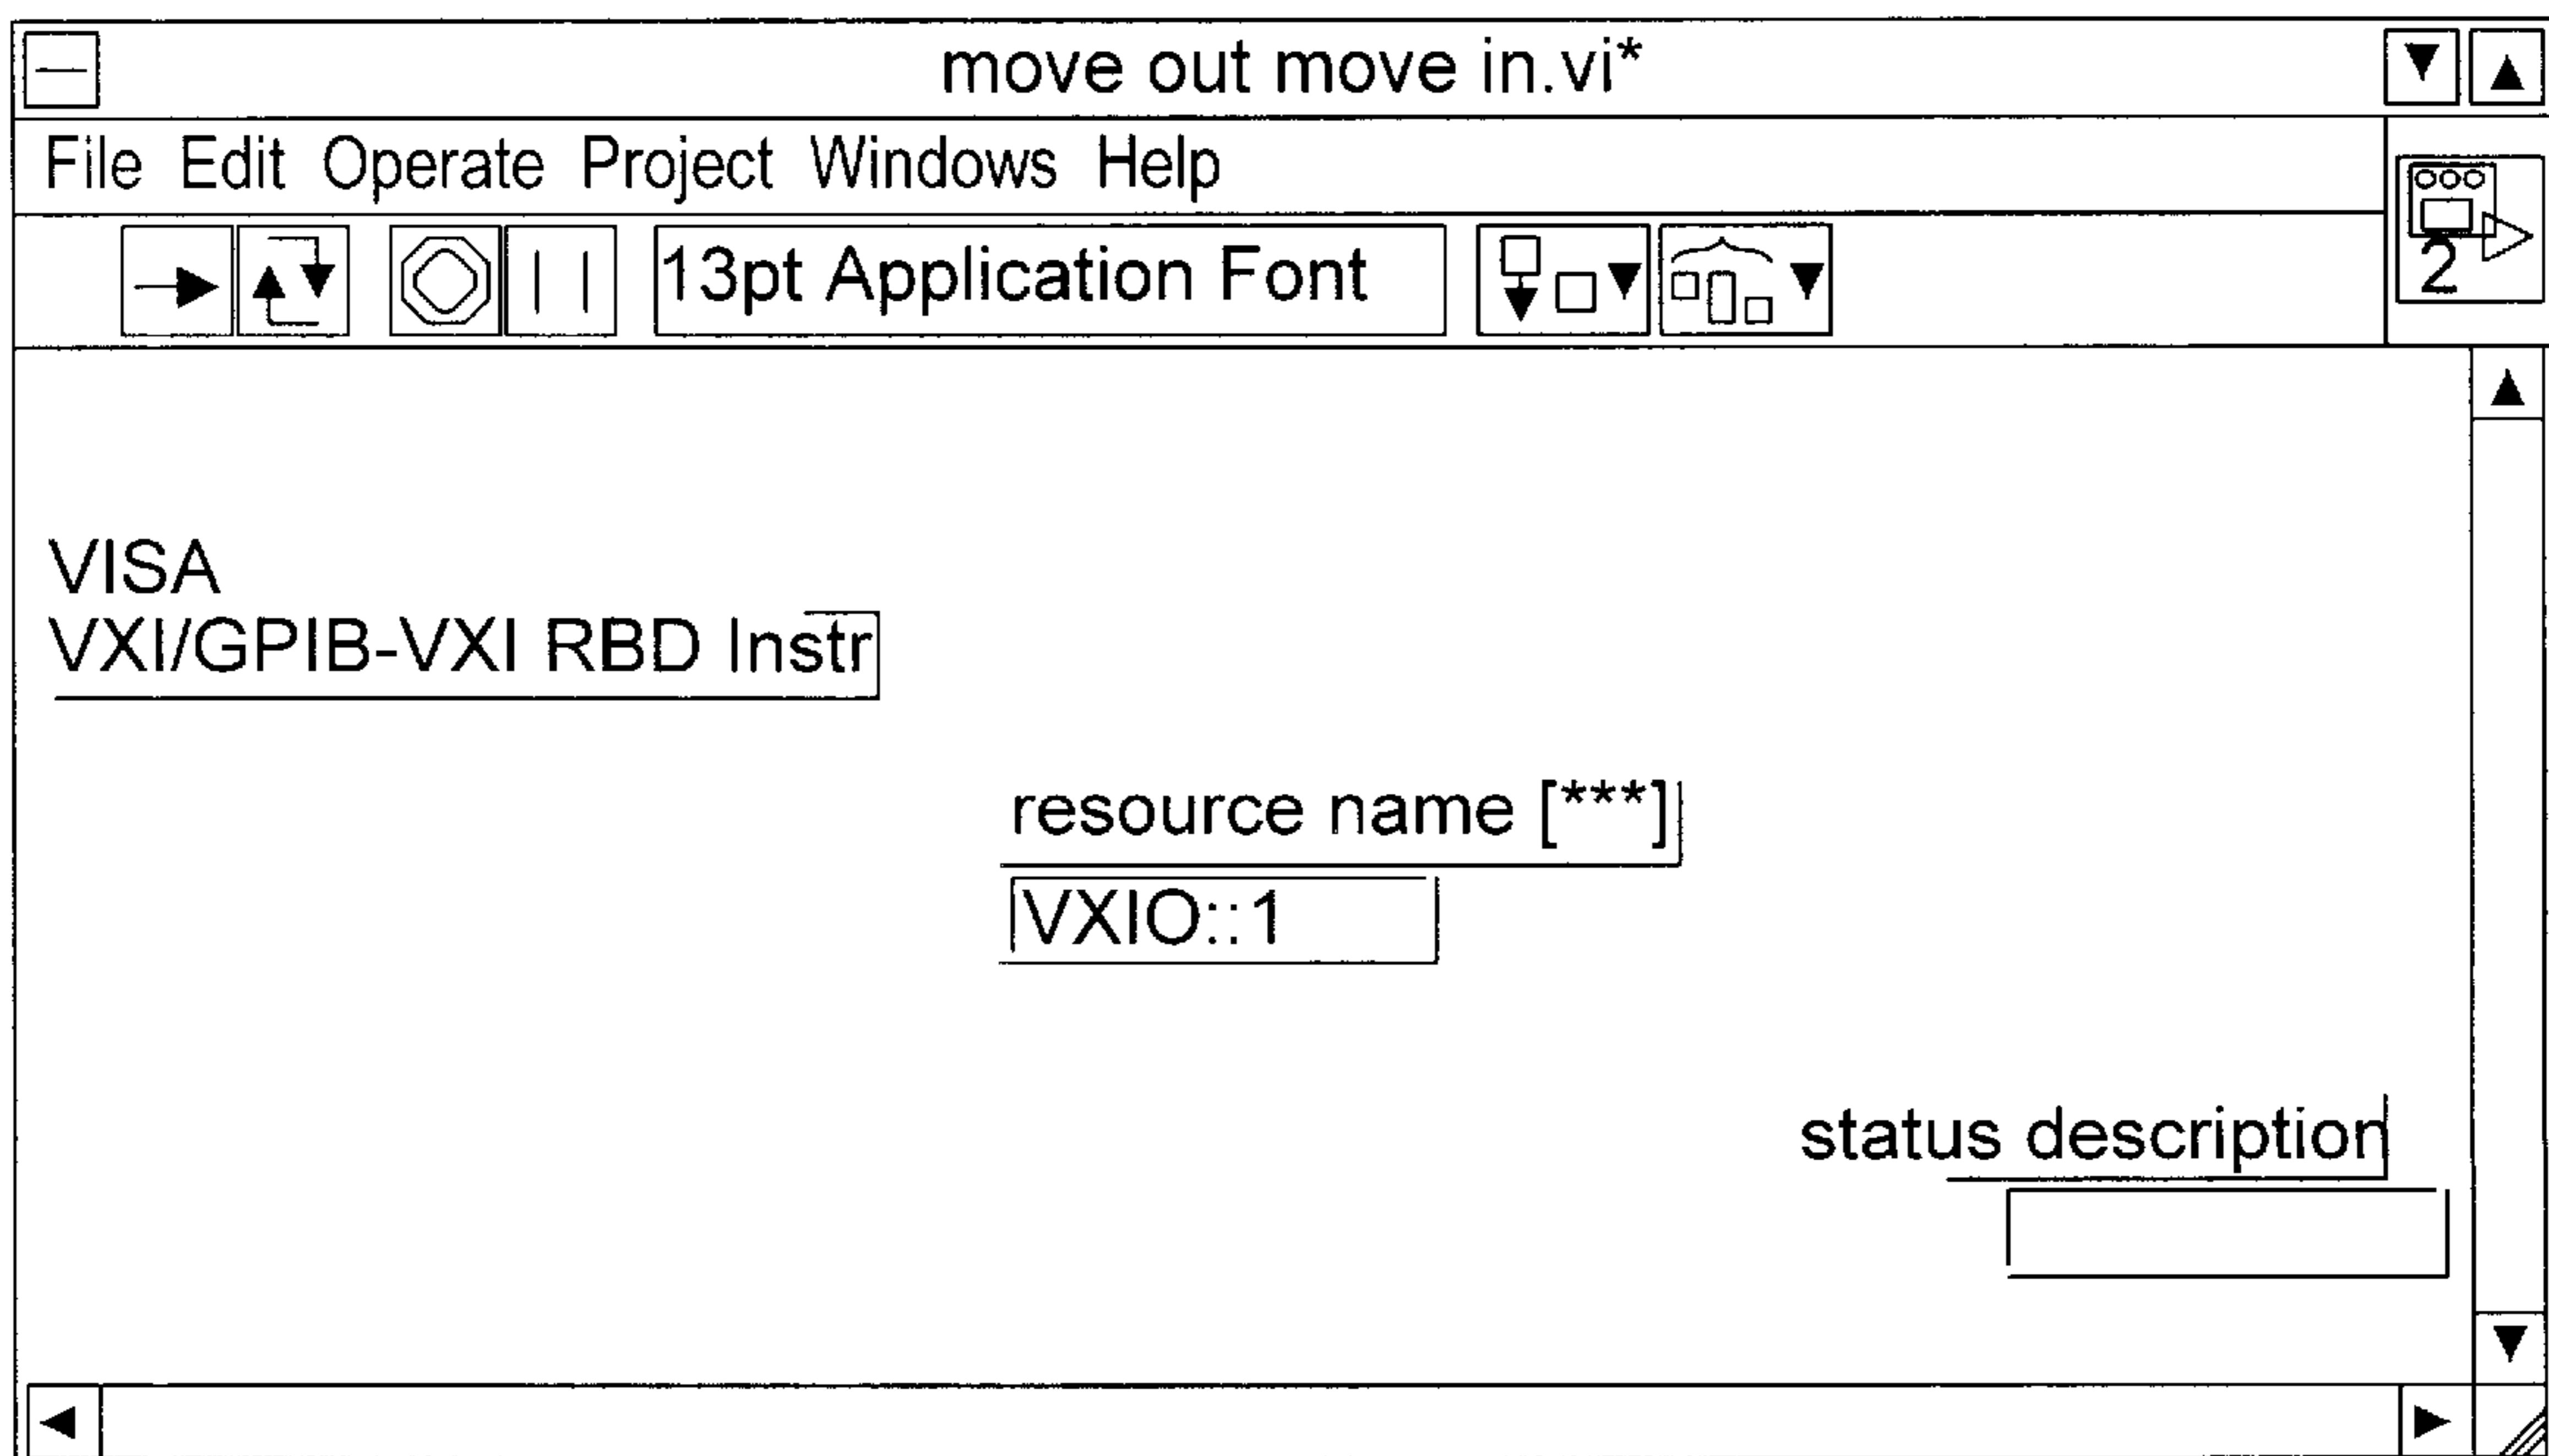 move out move in.vi*
File Edit Operate Project Windows Help
13pt Application Font
2
VISA
VXI/GPIB-VXI RBD Instr
resource name [***]
VXIO::1
status description